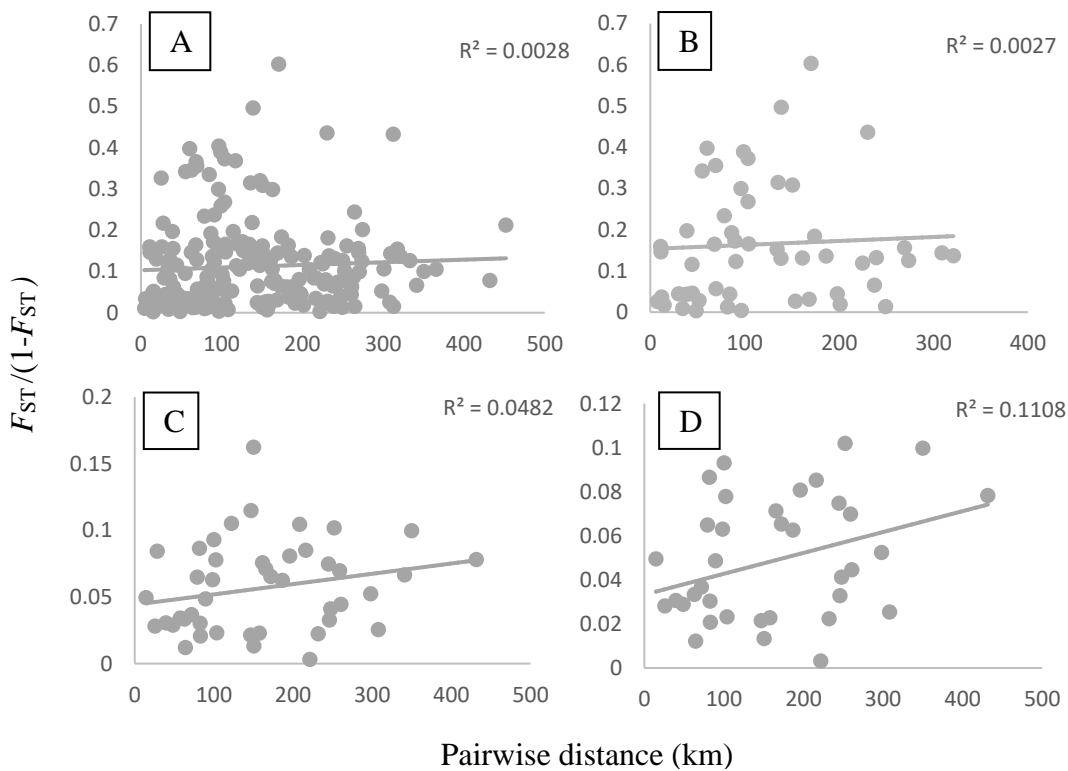 A
R² = 0.0028
0.7
0.6
0.5
0.4
0.3
0.2
0.1
0
0 100 200 300 400 500
B
R² = 0.0027
0.7
0.6
0.5
0.4
0.3
0.2
0.1
0
0 100 200 300 400
C
R² = 0.0482
0.2
0.15
0.1
0.05
0
0 100 200 300 400 500
D
R² = 0.1108
0.12
0.1
0.08
0.06
0.04
0.02
0
0 100 200 300 400 500
FST/(1-FST)
Pairwise distance (km)